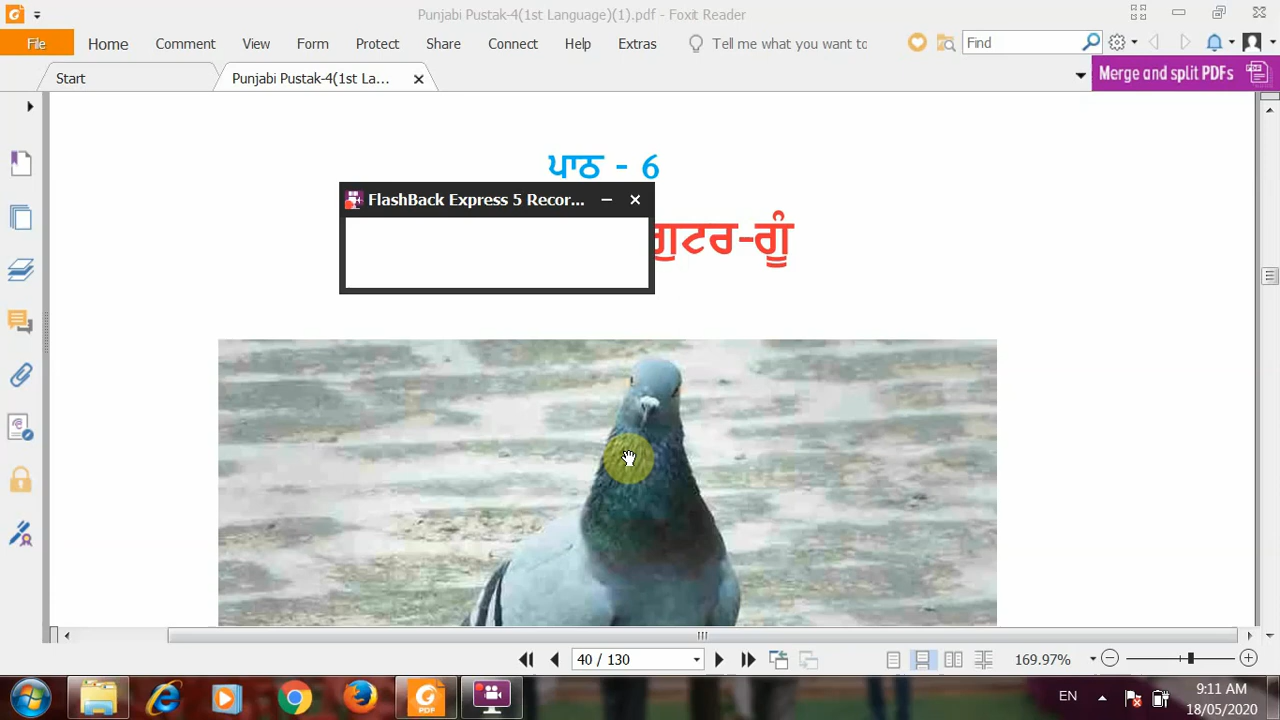 Punjabi Pustak-4(1st Language)(1).pdf - Foxit Reader
File Home Comment View Form Protect Share Connect Help Extras Tell me what you want to Find
Start Punjabi Pustak-4(1st La... Merge and split PDFs
ਪਾਠ - 6
FlashBack Express 5 Recor...
ਗੁਟਰ-ਗੂੰ
40 / 130 169.97%
PDF
EN 9:11 AM
18/05/2020